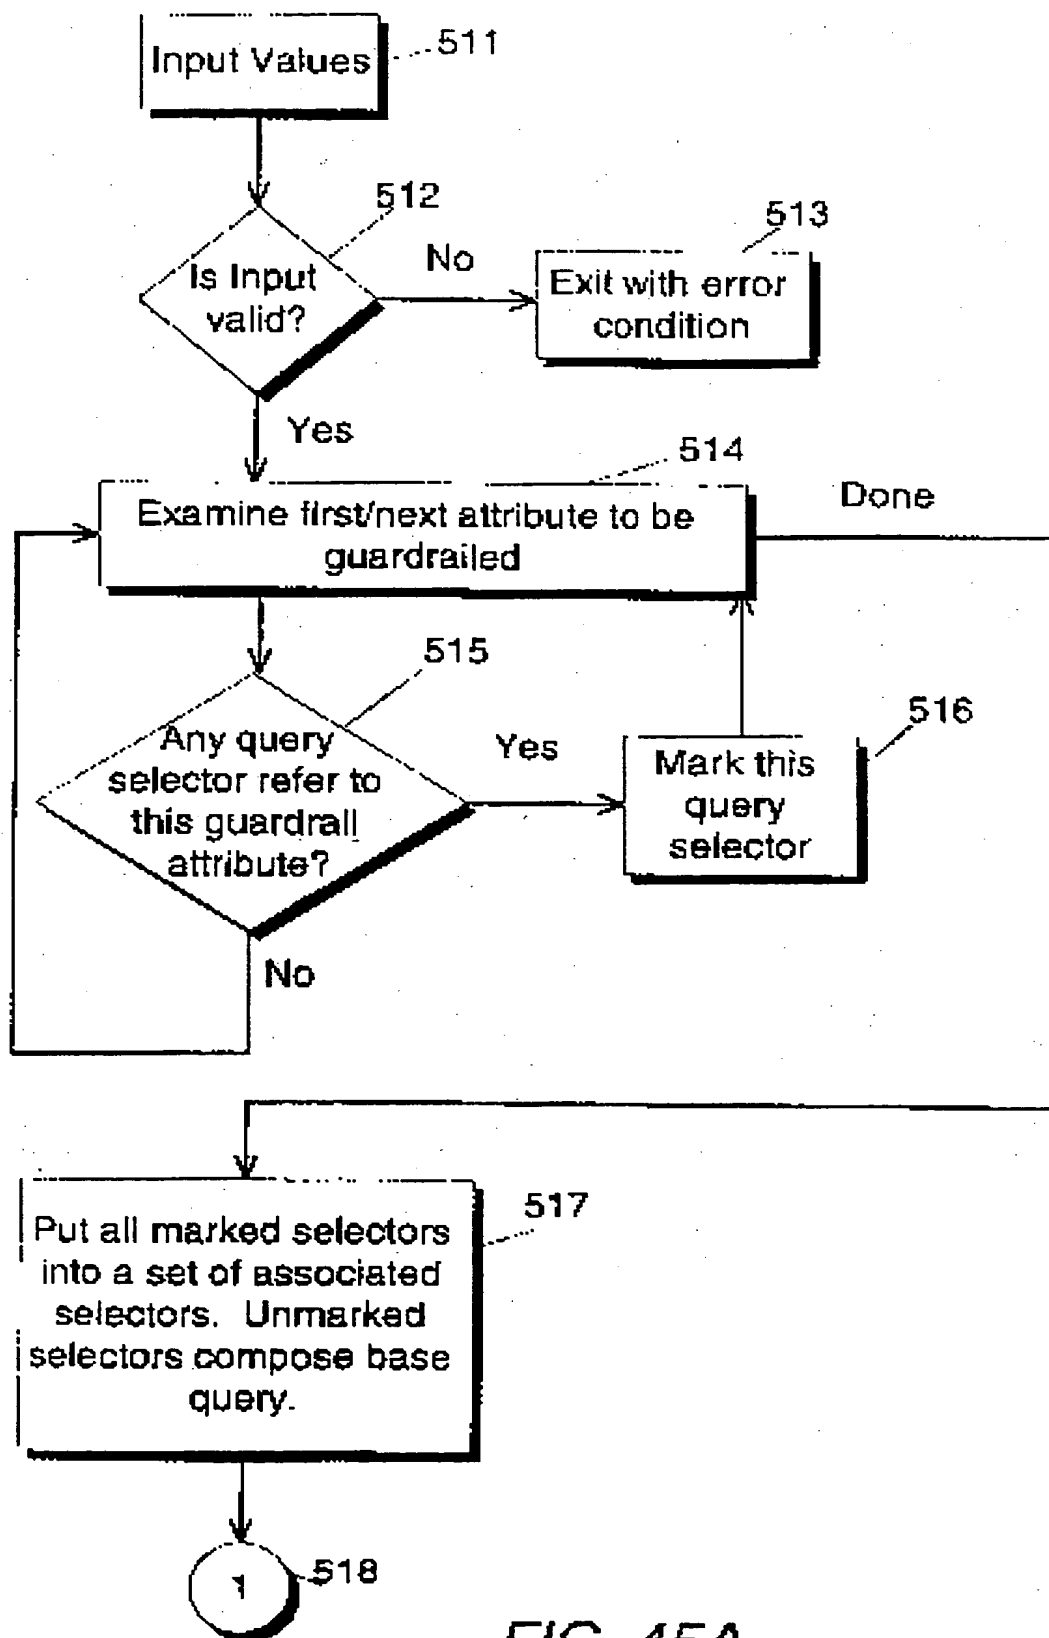 Input Values
511
512
Is Input
valid?
No
513
Exit with error
condition
Yes
514
Examine first/next attribute to be
guardrailed
Done
515
Any query
selector refer to
this guardrail
attribute?
Yes
516
Mark this
query
selector
No
517
Put all marked selectors
into a set of associated
selectors. Unmarked
selectors compose base
query.
1
518
FIG. 45A